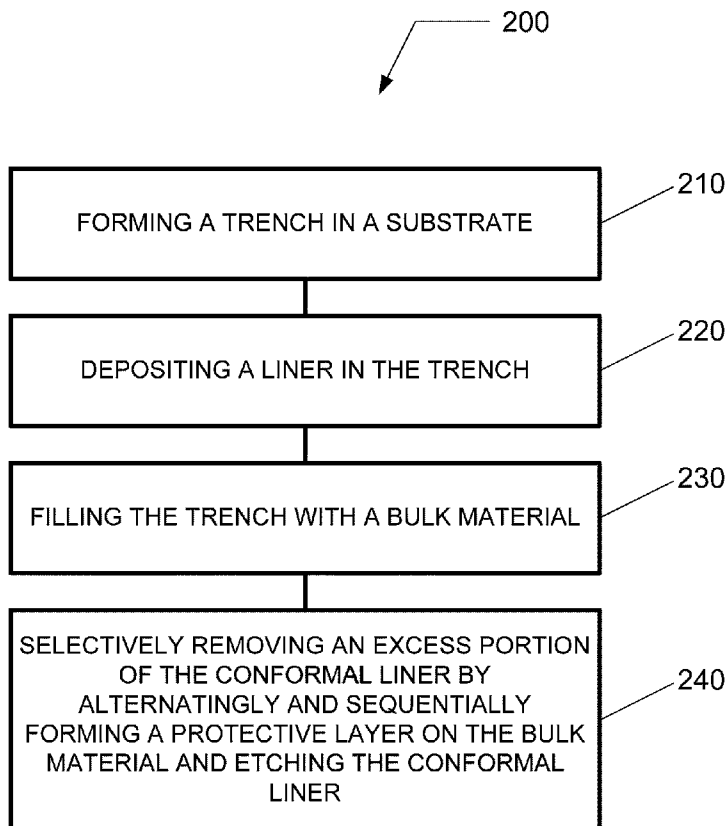 200
FORMING A TRENCH IN A SUBSTRATE
210
DEPOSITING A LINER IN THE TRENCH
220
FILLING THE TRENCH WITH A BULK MATERIAL
230
SELECTIVELY REMOVING AN EXCESS PORTION
OF THE CONFORMAL LINER BY
ALTERNATINGLY AND SEQUENTIALLY
FORMING A PROTECTIVE LAYER ON THE BULK
MATERIAL AND ETCHING THE CONFORMAL
LINER
240